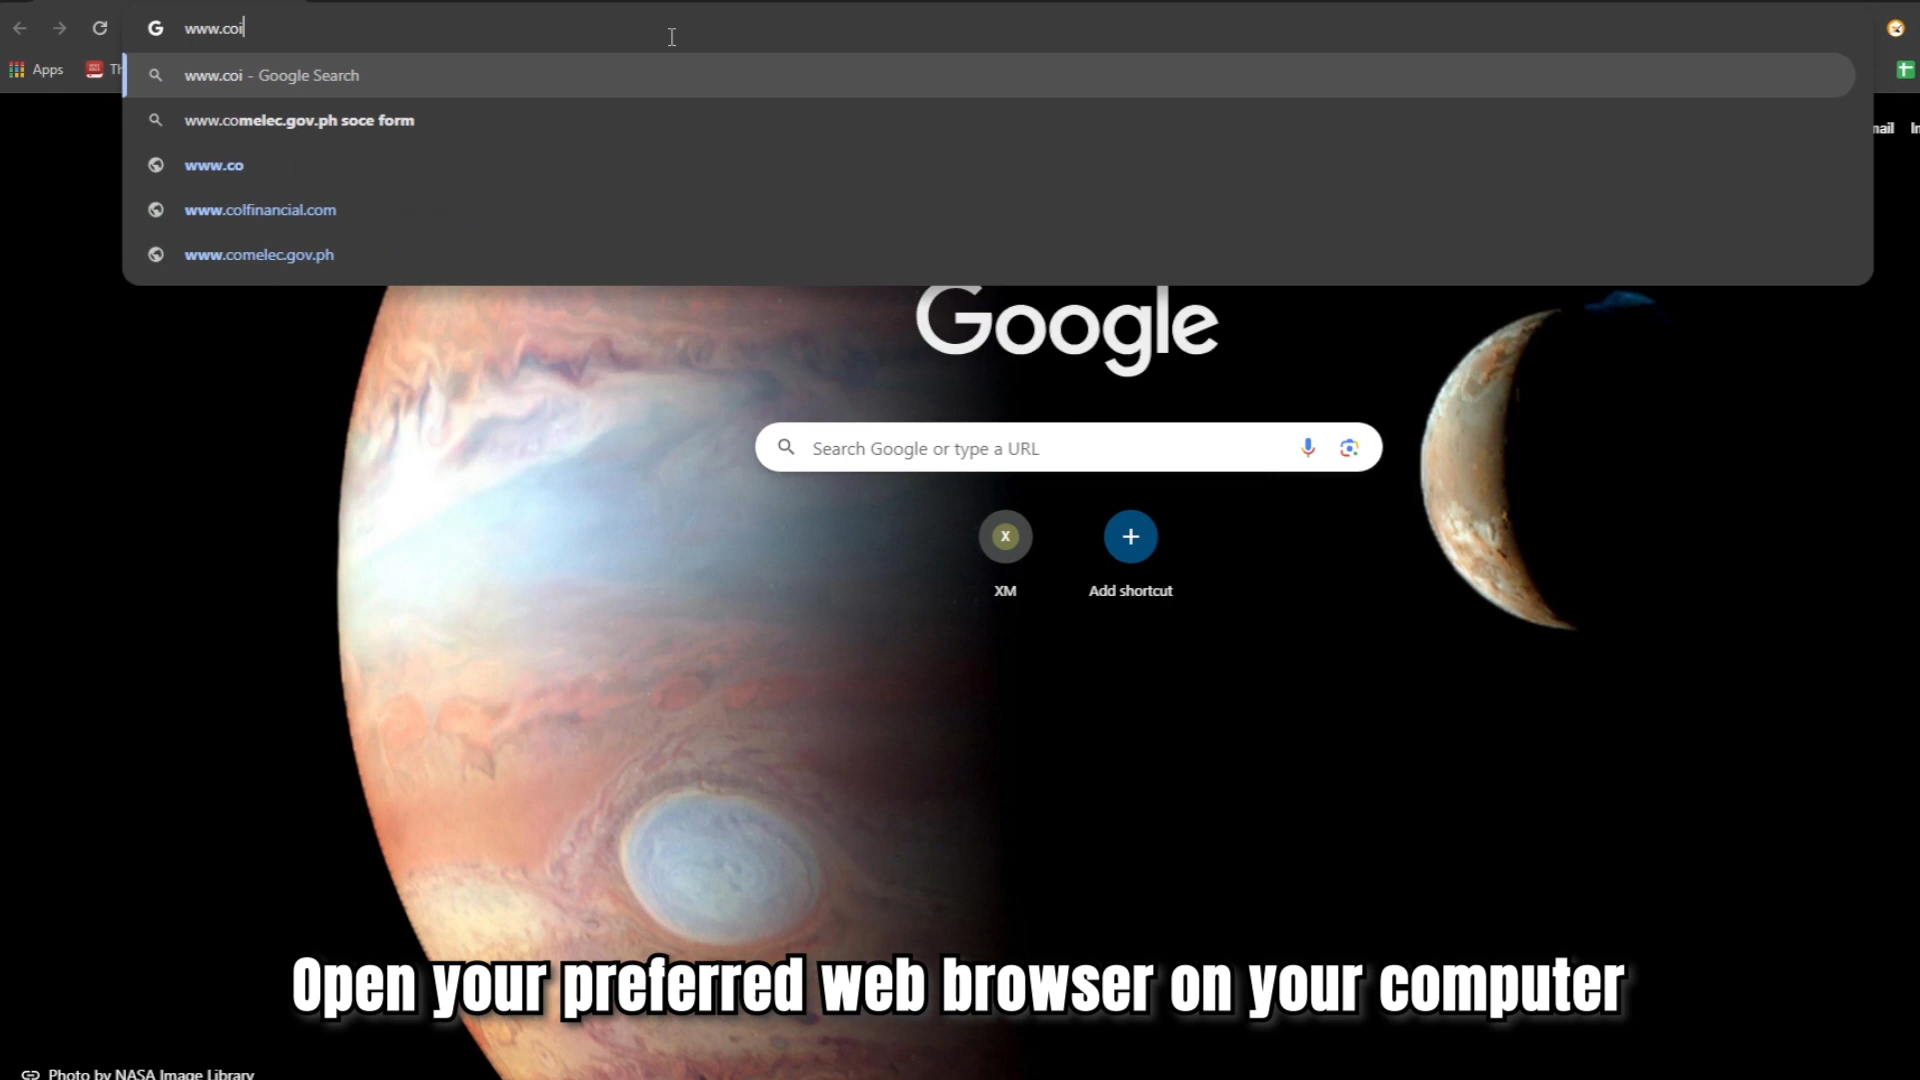 www.coi
Apps
www.coi - Google Search
www.comelec.gov.ph soce form
www.co
www.colfinancial.com
www.comelec.gov.ph
Google
Search Google or type a URL
X
XM
Add shortcut
Open your preferred web browser on your computer
Photo by NASA Image Library